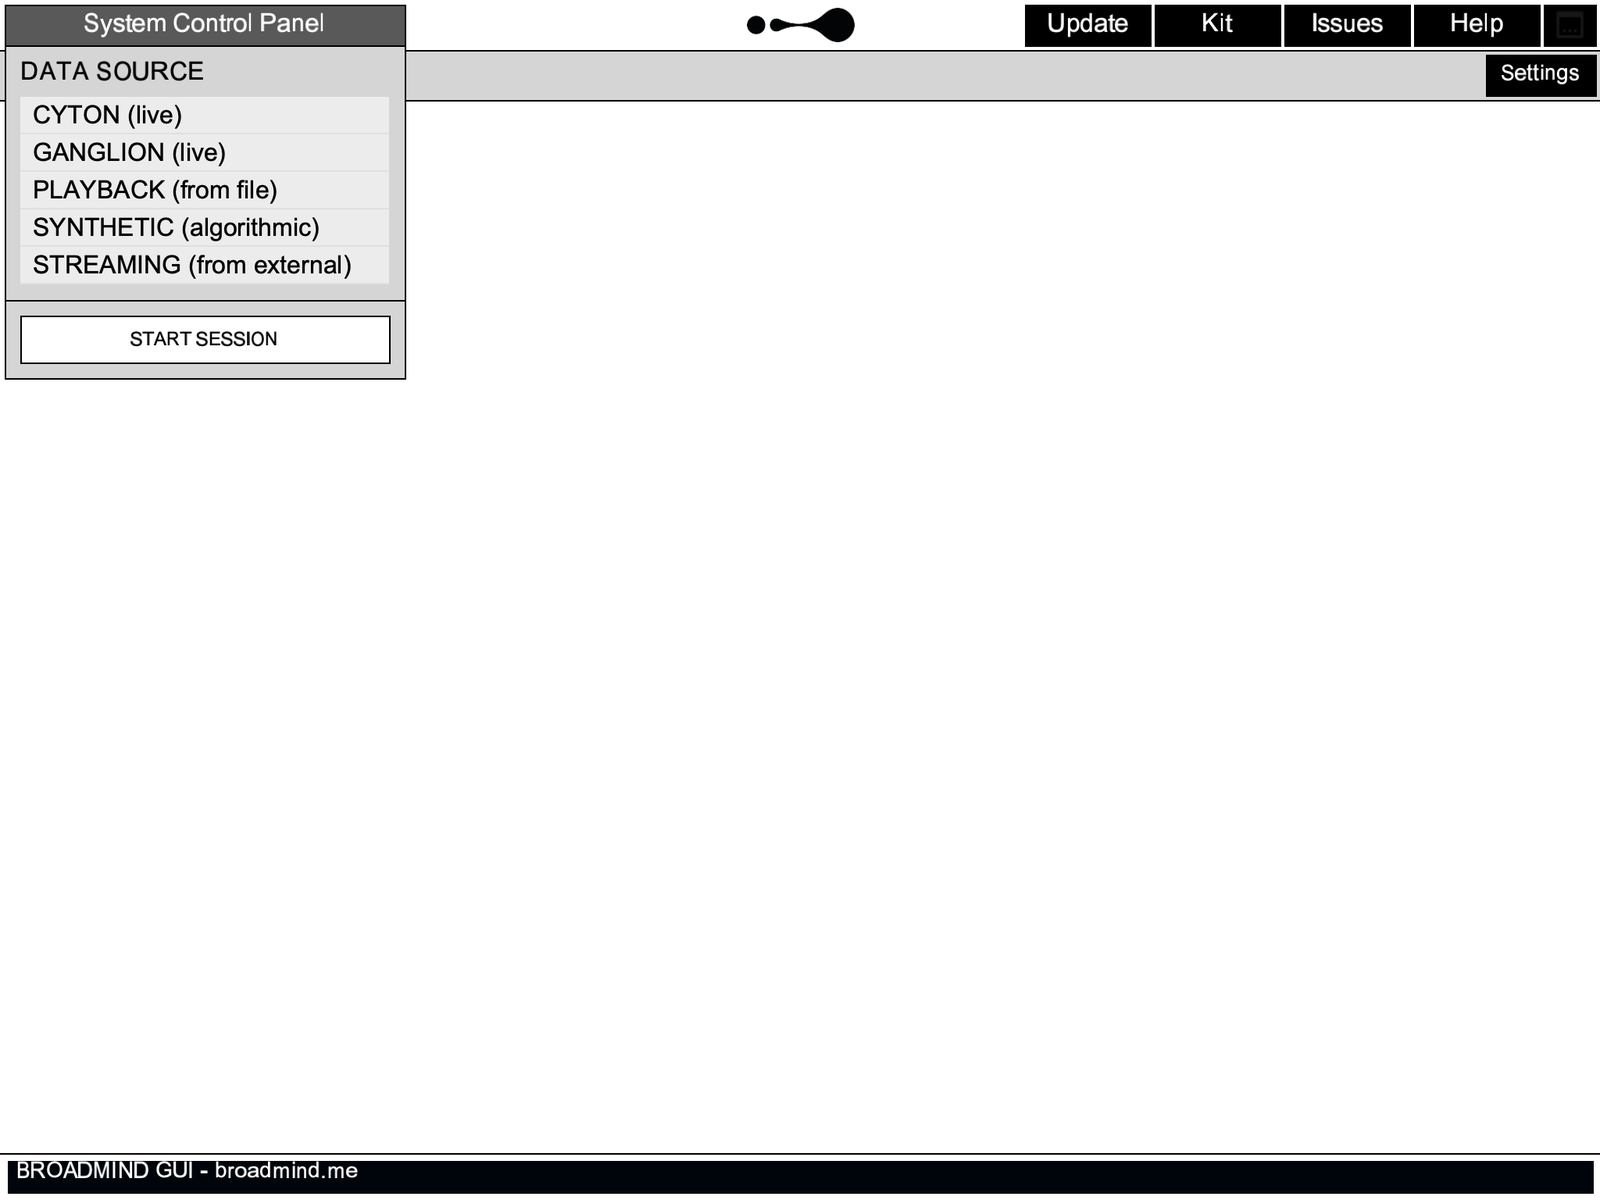 System Control Panel
Update
Kit
Issues
Help
Settings
DATA SOURCE
CYTON (live)
GANGLION (live)
PLAYBACK (from file)
SYNTHETIC (algorithmic)
STREAMING (from external)
START SESSION
BROADMIND GUI - broadmind.me